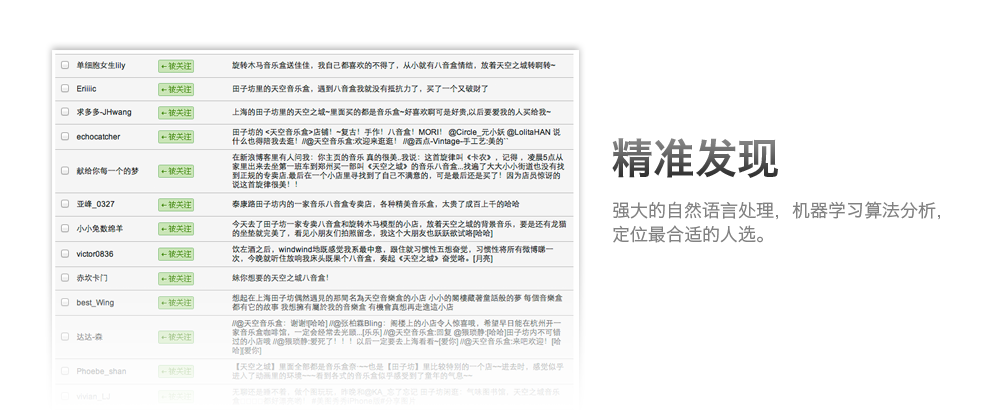 单细胞女生lily
←被关注
旋转木马音乐盒送佳佳，我自己都喜欢的不得了，从小就有八音盒情结，放着天空之城转啊转~
Eriiiic
←被关注
田子坊里的天空音乐盒，遇到八音盒我就没有抵抗力了，买了一个又破财了
求多多-JHwang
←被关注
上海的田子坊里的天空之城~里面买的都是音乐盒~好喜欢啊可是好贵,以后要爱我的人买给我~
echocatcher
←被关注
田子坊的 <天空音乐盒>店铺！~复古！手作！八音盒！MORI！ @Circle_元小妖 @LolitaHAN 说
什么也得陪我去逛！//@天空音乐盒:欢迎来逛逛！//@西点-Vintage-手工艺:美的``
献给你每一个的梦
←被关注
在新浪博客里有人问我：你主页的音乐 真的很美..我说：这首旋律叫《卡农》，记得，凌晨5点从
家里出来去坐第一班车到郑州买一部叫《天空之城》的音乐八音盒...我逛了大大小小街道也没有找
到正规的专卖店.最后在一个小店里寻找到了自己不满意的，可是最后还是买了！因为店员惊讶的
说这首旋律很美！！
亚峰_0327
←被关注
泰康路田子坊内的一家音乐八音盒专卖店，各种精美音乐盒，太贵了成百上千的哈哈
小小兔数绵羊
←被关注
今天去了田子坊一家专卖八音盒和旋转木马模型的小店，放着天空之城的背景音乐，要是还有龙猫
的坐垫就完美了，看见小朋友们拍照留念，我这个大朋友也跃跃欲试咯[哈哈]
victor0836
←被关注
饮左酒之后，windwind地既感觉我系最中意，跟住就习惯性五想奋觉，习惯性将所有微博睇一
次，今晚就听住放响我床头既果个八音盒，奏起《天空之城》奋觉咯。[月亮]
赤坎卡门
←被关注
妹你想要的天空之城八音盒！
best_Wing
←被关注
想起在上海田子坊偶然遇見的那間名為天空音樂盒的小店 小小的閣樓藏著童話般的夢 每個音樂盒
都有它的故事 我想擁有屬於我的音樂盒 有機會真想再走進這小店
达达-森
←被关注
//@天空音乐盒：谢谢![哈哈] //@张柏霖Bling：阁楼上的小店令人惊喜哦，希望早日能在杭州开一
家音乐盒咖啡馆，一定会经常去光顾...[乐乐] //@天空音乐盒:回复 @猴琐静:[哈哈]田子坊内不可错
过的小店哦 //@猴琐静:爱死了！！！以后一定要去上海看看~[爱你] //@天空音乐盒:来吧欢迎！[哈
哈][爱你]
Phoebe_shan
←被关注
【天空之城】里面全部都是音乐盒奈~~也是【田子坊】里比较特别的一个店~~进去时，感觉似乎
进入了动画里的环境~~~看到各式的音乐盒似乎感受到了童年的气息~~
精准发现
强大的自然语言处理，机器学习算法分析，
定位最合适的人选。